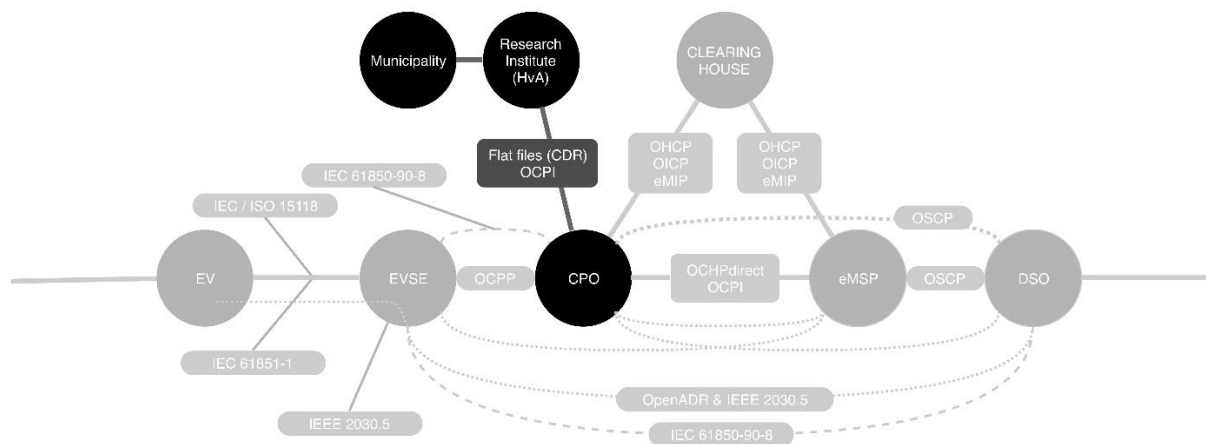 Municipality
Research
Institute
(HvA)
CLEARING
HOUSE
Flat files (CDR)
OCPI
OHCP
OICP
eMIP
OHCP
OICP
eMIP
IEC 61850-90-8
IEC / ISO 15118
OSCP
EV
EVSE
OCPP
CPO
OCHPdirect
OCPI
eMSP
OSCP
DSO
IEC 61851-1
IEEE 2030.5
OpenADR & IEEE 2030.5
IEC 61850-90-8